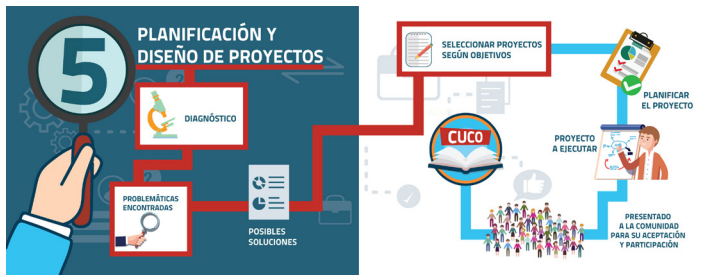 5
PLANIFICACIÓN Y
DISEÑO DE PROYECTOS
DIAGNÓSTICO
PROBLEMÁTICAS
ENCONTRADAS
POSIBLES
SOLUCIONES
SELECCIONAR PROYECTOS
SEGÚN OBJETIVOS
PLANIFICAR
EL PROYECTO
PROYECTO
A EJECUTAR
PRESENTADO
A LA COMUNIDAD
PARA SU ACEPTACIÓN
Y PARTICIPACIÓN
CUCO